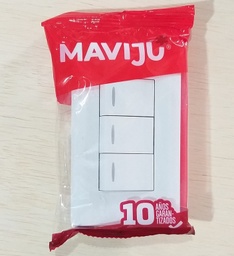 MAVIJU
10 AÑOS
GARAN-
TIZADOS